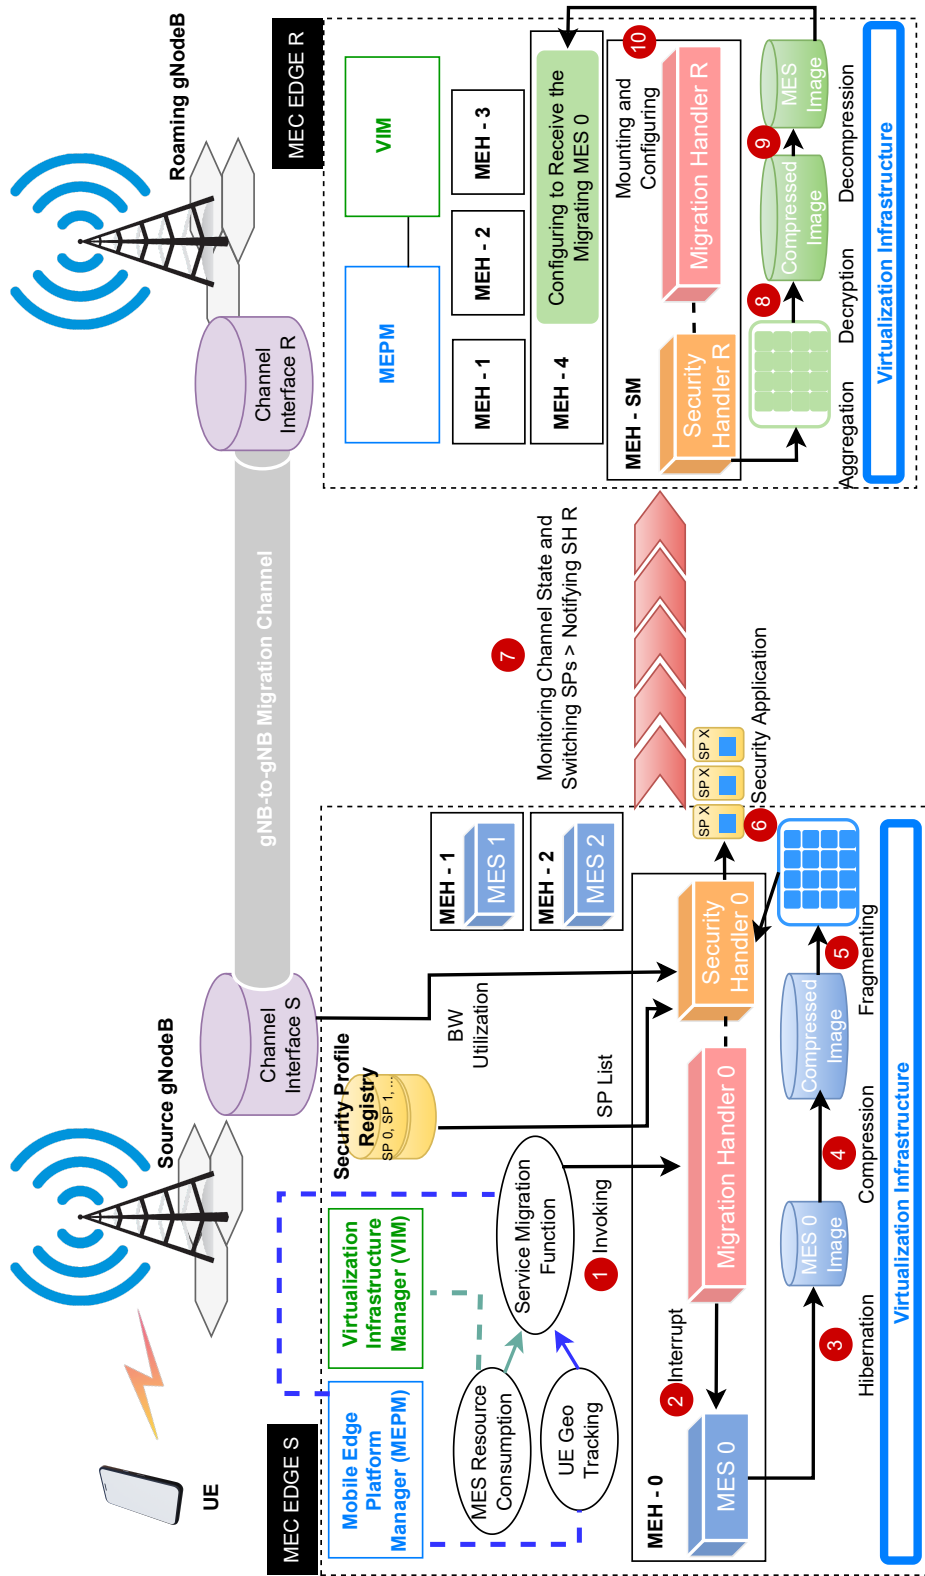 UE
Source gNodeB
Roaming gNodeB
Channel
Interface S
gNB-to-gNB Migration Channel
Channel
Interface R
MEC EDGE S
Mobile Edge
Platform
Manager (MEPM)
Virtualization
Infrastructure
Manager (VIM)
Security Profile
Registry
SP 0, SP 1,...
MES Resource
Consumption
UE Geo
Tracking
Service Migration
Function
BW
Utilization
SP List
MEH - 1
MES 1
MEH - 2
MES 2
1
Invoking
MEH - 0
2
Interrupt
MES 0
Migration Handler 0
Security
Handler 0
3
Hibernation
MES 0
Image
4
Compression
Compressed
Image
5
Fragmenting
6
SP X
SP X
SP X
Security Application
Virtualization Infrastructure
7
Monitoring Channel State and
Switching SPs > Notifying SH R
MEC EDGE R
MEPM
VIM
MEH - 1
MEH - 2
MEH - 3
MEH - 4
Configuring to Receive the
Migrating MES 0
MEH - SM
Mounting and
Configuring
10
Security
Handler R
Migration Handler R
Aggregation
8
Decryption
Compressed
Image
9
Decompression
MES
Image
Virtualization Infrastructure